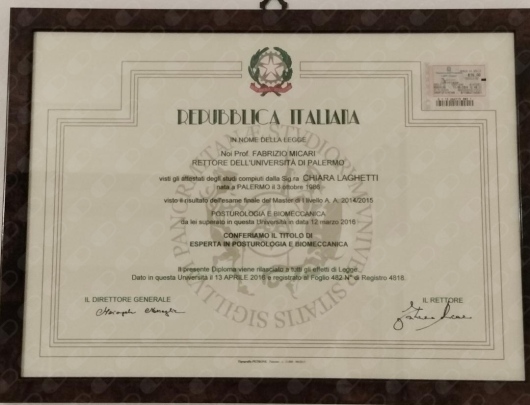 REPUBBLICA ITALIANA
IN NOME DELLA LEGGE
Noi Prof. FABRIZIO MICARI
RETTORE DELL'UNIVERSITÀ DI PALERMO
visti gli attestati degli studi compiuti dalla Sig.ra CHIARA LAGHETTI
nata a PALERMO il 3 ottobre
visto il risultato dell'esame finale del Master di I livello A. A. 2014/2015
POSTUROLOGIA E BIOMECCANICA
da lei superato in questa Università in data 12 marzo 2016
CONFERIAMO IL TITOLO DI
ESPERTA IN POSTUROLOGIA E BIOMECCANICA
Il presente Diploma viene rilasciato a tutti gli effetti di Legge.
Dato in questa Università il 13 APRILE 2016 e registrato al Foglio 482 N° di Registro 4818.
IL DIRETTORE GENERALE
IL RETTORE